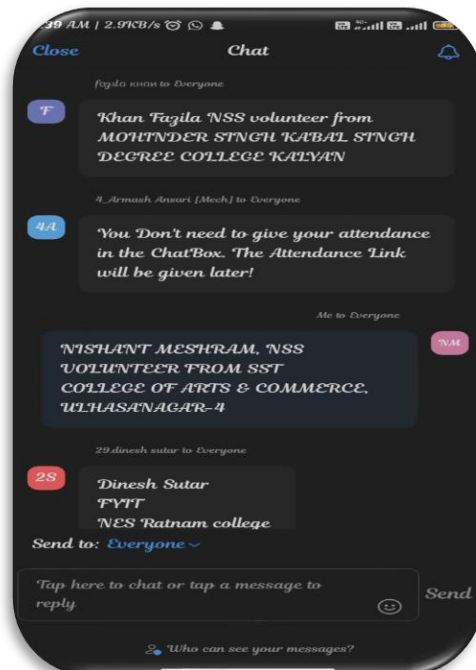 :39 AM | 2.9KB/s
4G
Close
Chat
fazila khan to Everyone
F
Khan Fazila NSS volunteer from
MOHINDER SINGH KABAL SINGH
DEGREE COLLEGE KALYAN
4_Armash Ansari [Mech] to Everyone
4A
You Don't need to give your attendance
in the ChatBox. The Attendance Link
will be given later!
Me to Everyone
NM
NISHANT MESHRAM, NSS
VOLUNTEER FROM SST
COLLEGE OF ARTS & COMMERCE,
ULHASANAGAR-4
29.dinesh sutar to Everyone
2S
Dinesh Sutar
FYIT
NES Ratnam college
Send to: Everyone
Tap here to chat or tap a message to
reply
Send
Who can see your messages?